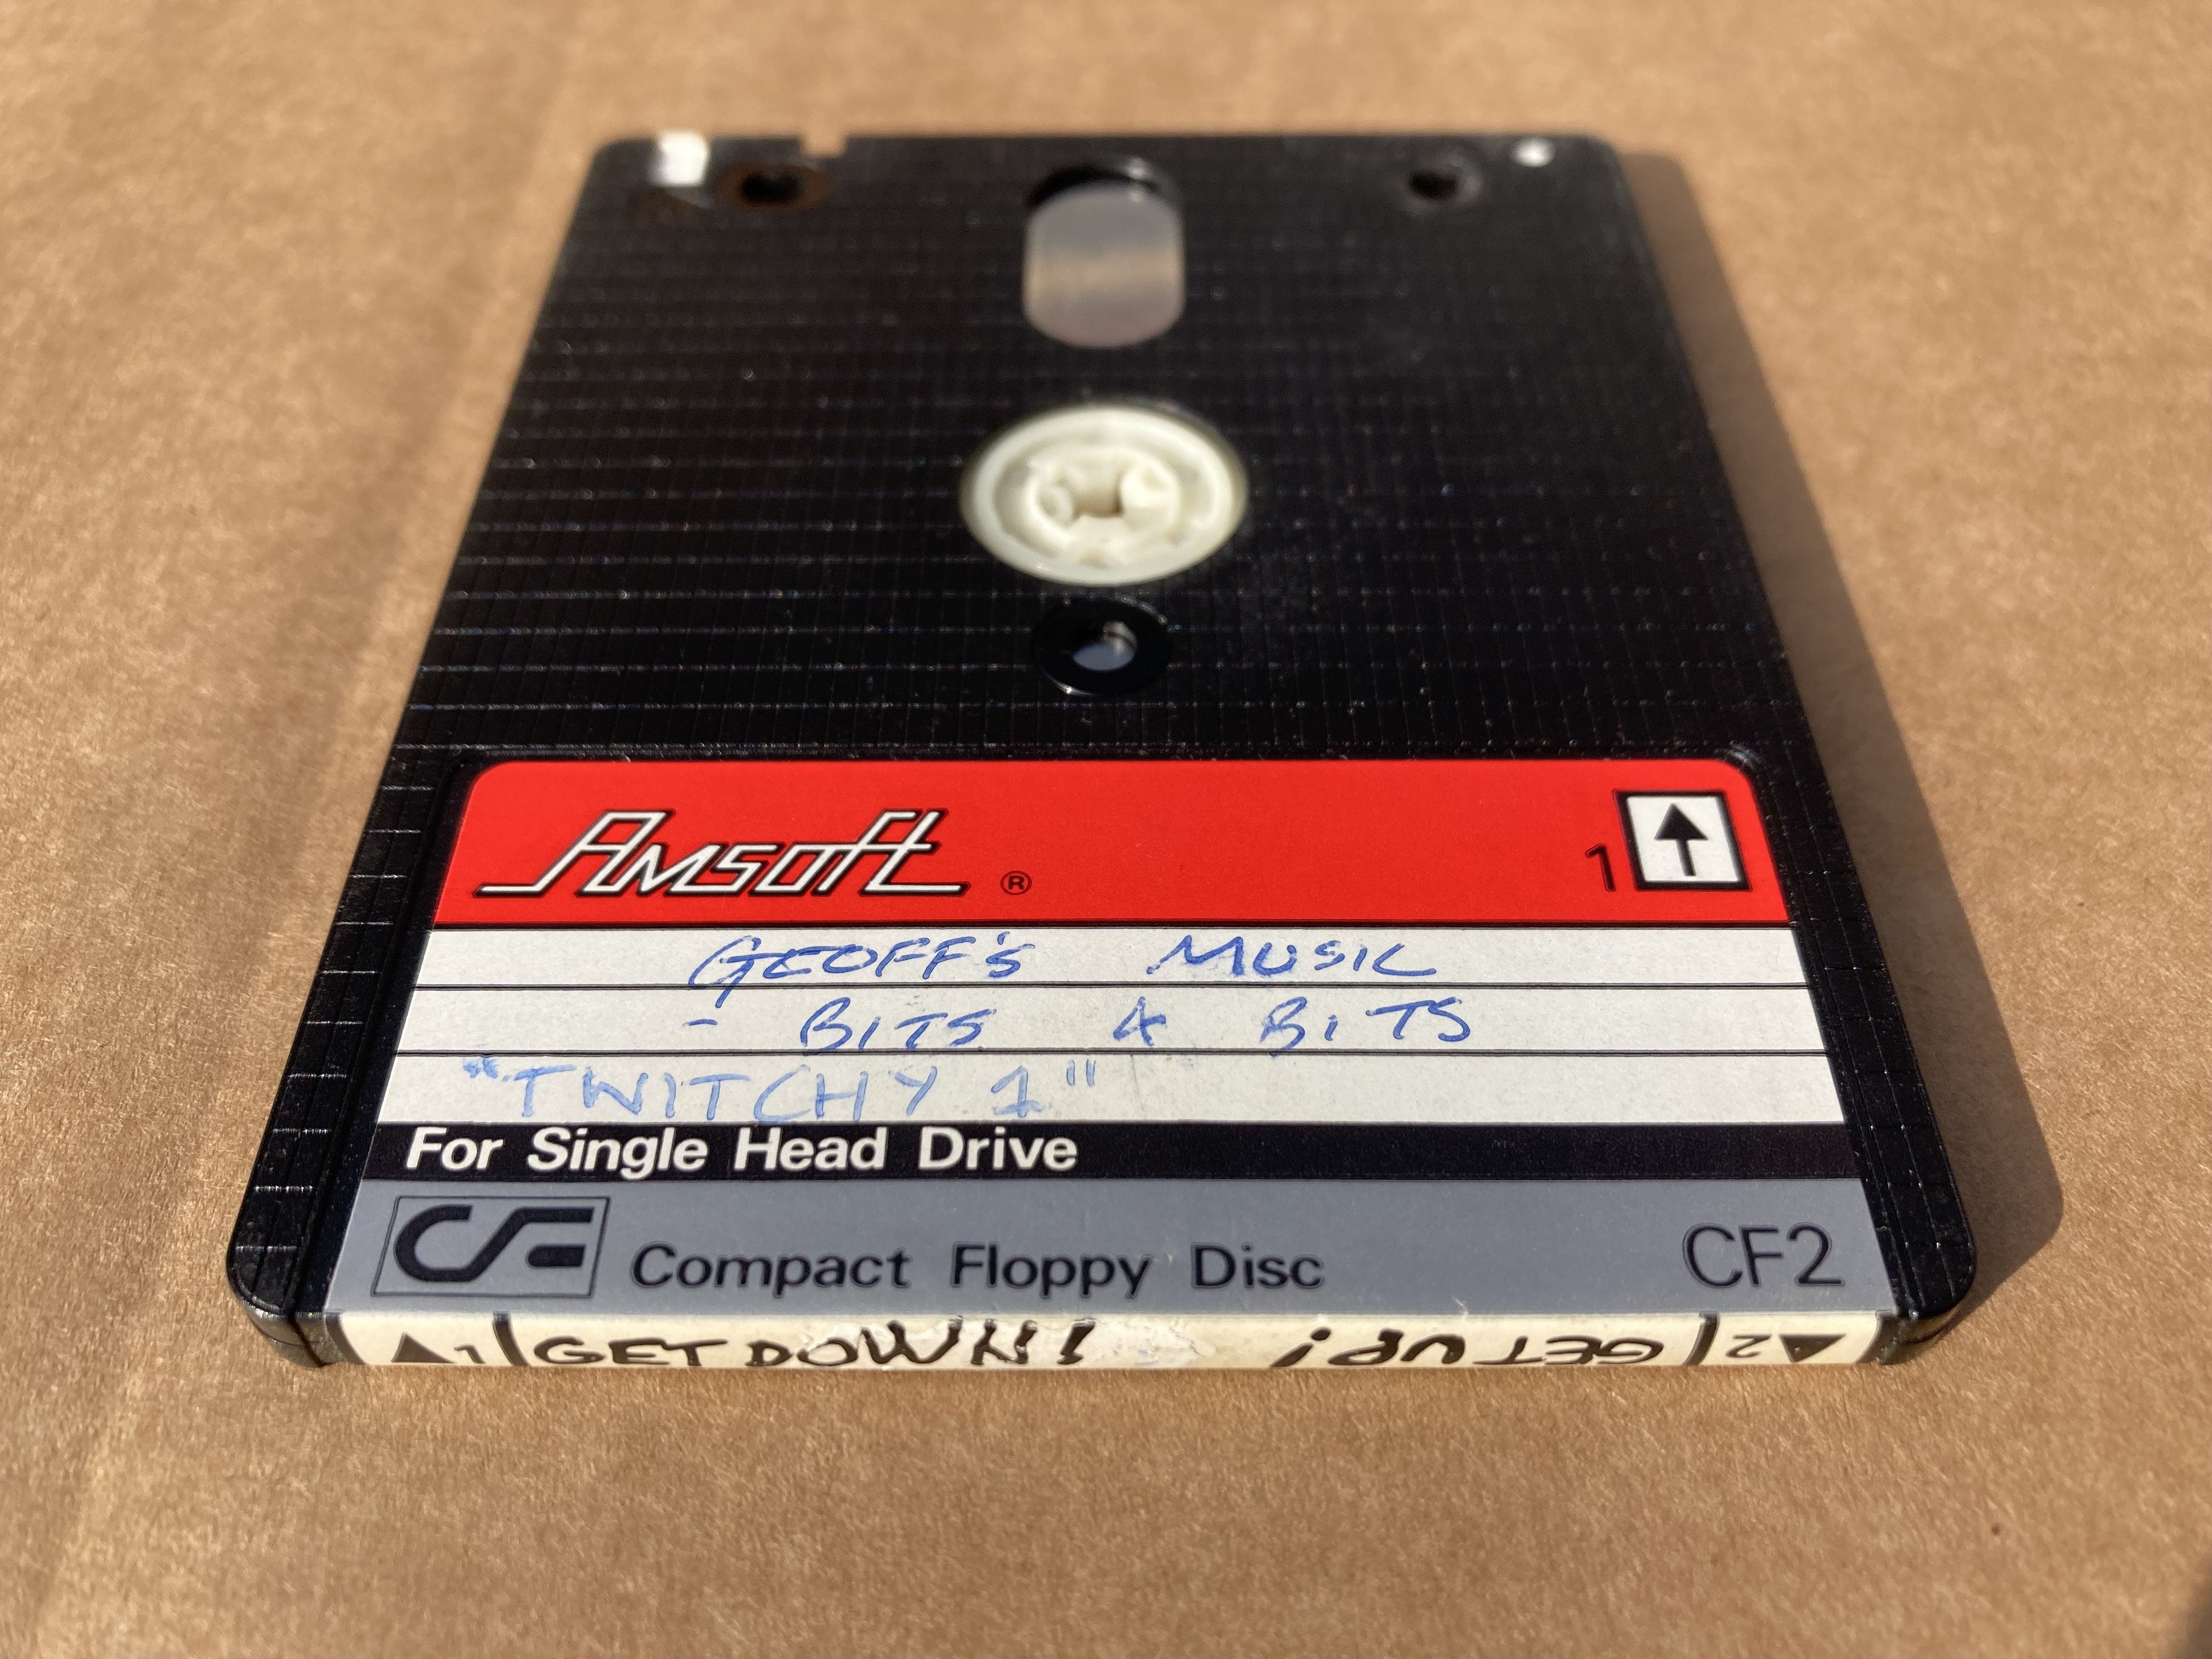 Amsoft ® 1
GEOFF'S MUSIC
- BITS & BITS
"TWITCHY 1"
For Single Head Drive
CF Compact Floppy Disc CF2
1 GET DOWN!
2 GET UP!